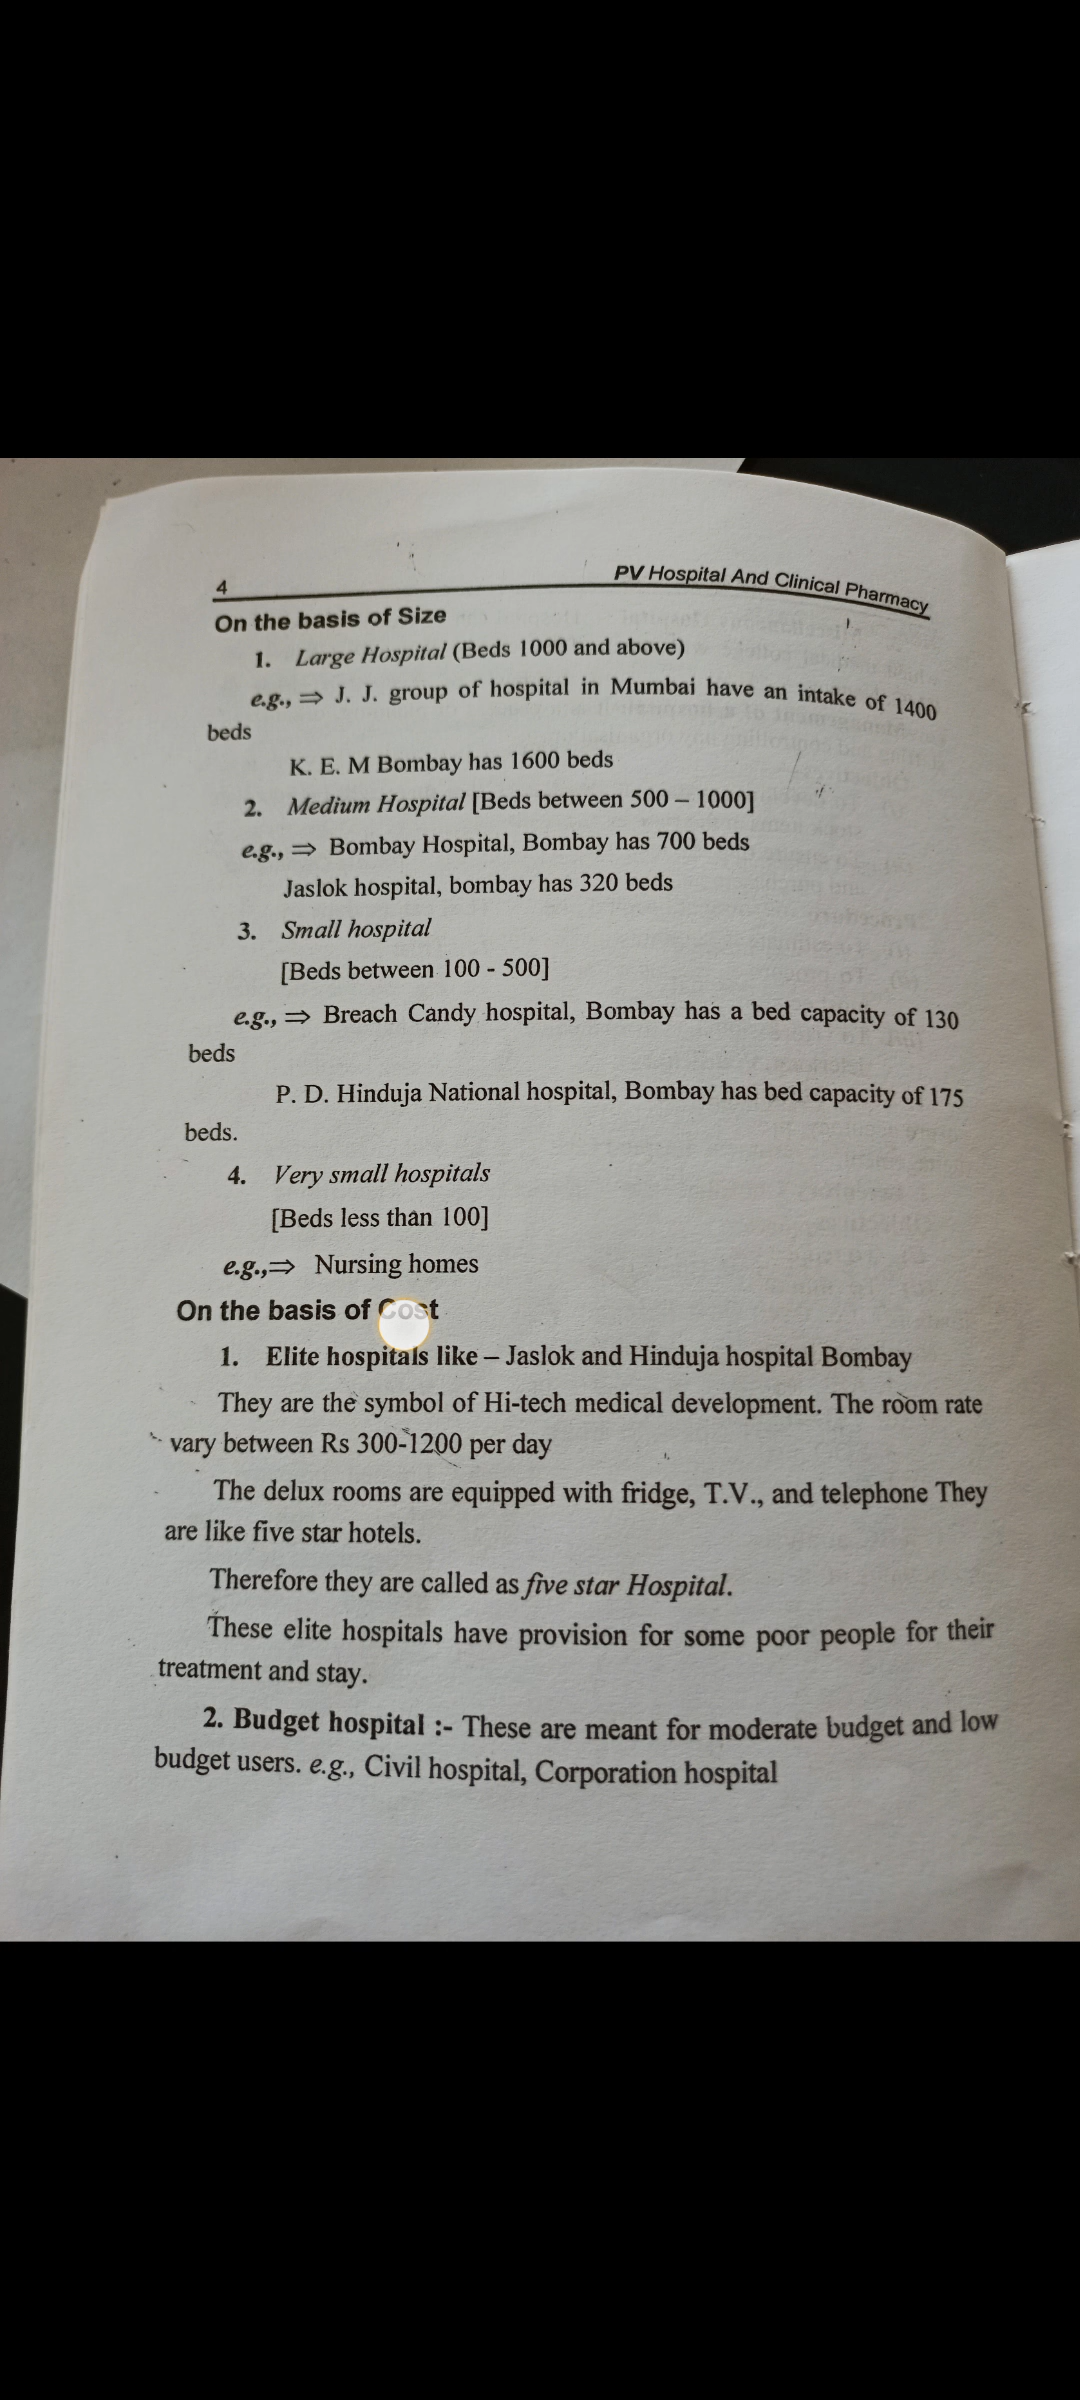 4
PV Hospital And Clinical Pharmacy
On the basis of Size
1. Large Hospital (Beds 1000 and above)
e.g., ⇒ J. J. group of hospital in Mumbai have an intake of 1400
beds
K. E. M Bombay has 1600 beds
2. Medium Hospital [Beds between 500 – 1000]
e.g., ⇒ Bombay Hospital, Bombay has 700 beds
Jaslok hospital, bombay has 320 beds
3. Small hospital
[Beds between 100 - 500]
e.g., ⇒ Breach Candy hospital, Bombay has a bed capacity of 130
beds
P. D. Hinduja National hospital, Bombay has bed capacity of 175
beds.
4. Very small hospitals
[Beds less than 100]
e.g.,⇒ Nursing homes
On the basis of Cost
1. Elite hospitals like – Jaslok and Hinduja hospital Bombay
They are the symbol of Hi-tech medical development. The room rate
vary between Rs 300-1200 per day
The delux rooms are equipped with fridge, T.V., and telephone They
are like five star hotels.
Therefore they are called as five star Hospital.
These elite hospitals have provision for some poor people for their
treatment and stay.
2. Budget hospital :- These are meant for moderate budget and low
budget users. e.g., Civil hospital, Corporation hospital